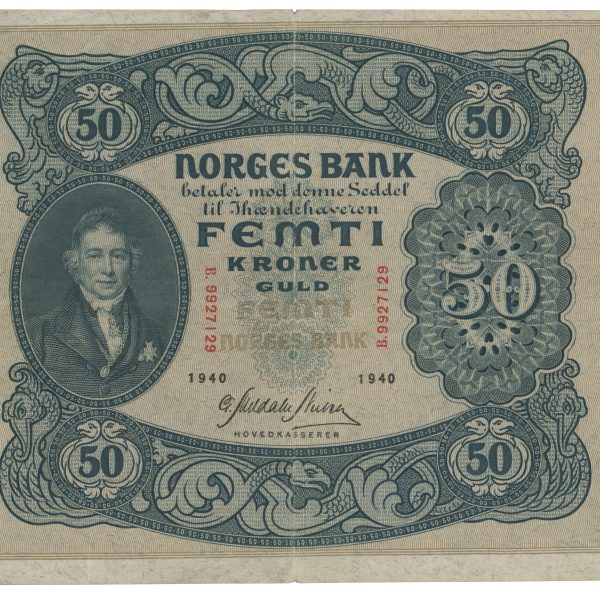 50 50
NORGES BANK
betaler mod denne Seddel
til Ihændehaveren
FEMTI
KRONER
GULD
50
FEMTI
NORGES BANK
B. 9927129
B. 9927129
1940 1940
HOVEDKASSERER
50 50